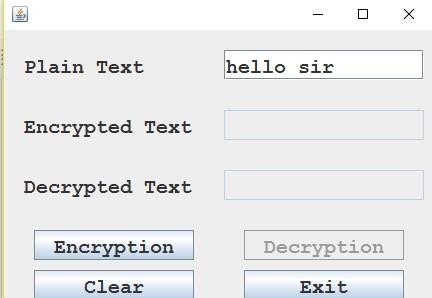 Plain Text hello sir
Encrypted Text
Decrypted Text
Encryption Decryption
Clear Exit